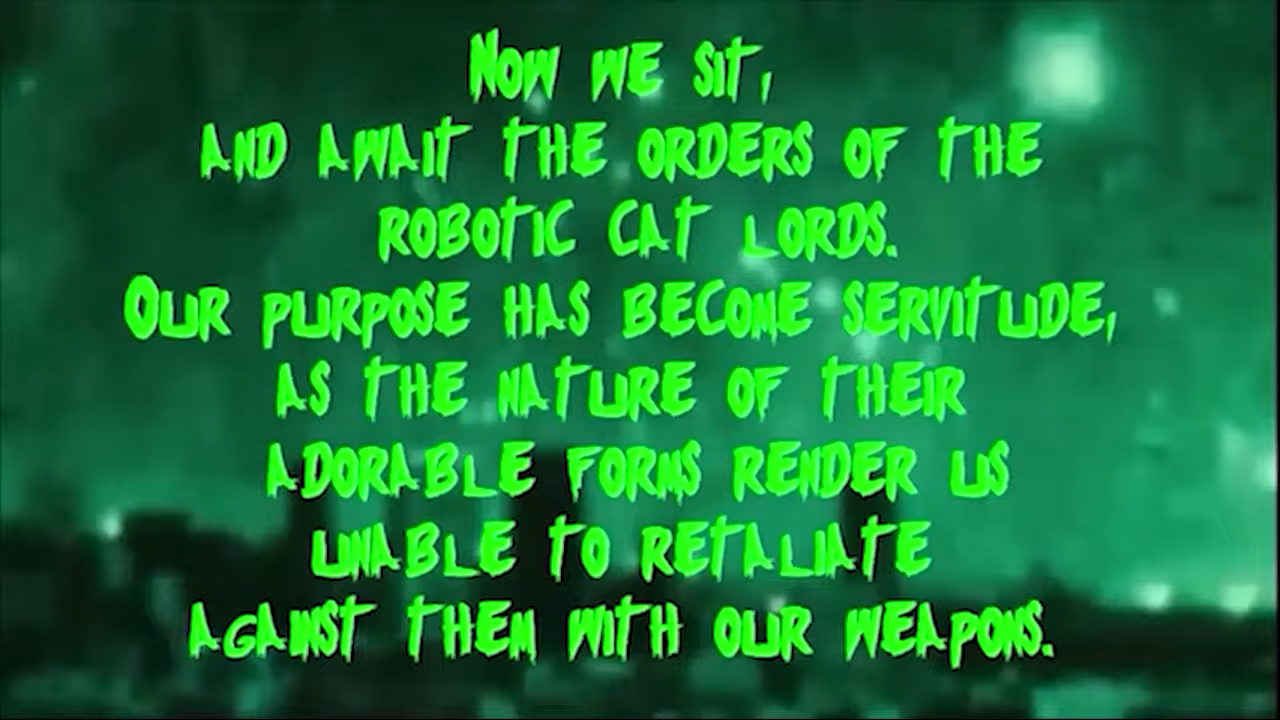 Now we sit,
and await the orders of the
robotic cat lords.
Our purpose has become servitude,
as the nature of their
adorable forms render us
unable to retaliate
against them with our weapons.